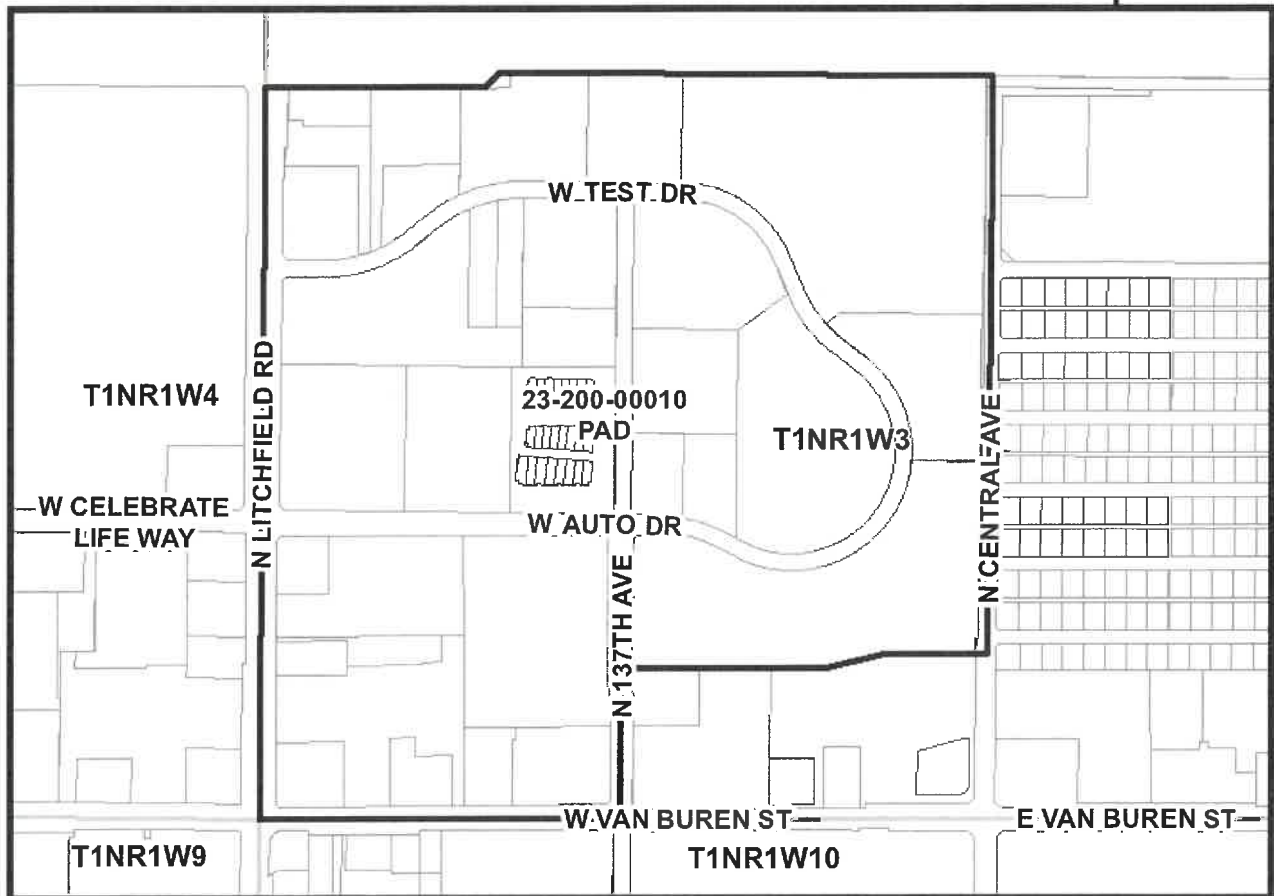 W TEST DR
N LITCHFIELD RD
T1NR1W4
23-200-00010
PAD
T1NR1W3
N CENTRAL AVE
W CELEBRATE
LIFE WAY
W AUTO DR
N 137TH AVE
W VAN BUREN ST
E VAN BUREN ST
T1NR1W9
T1NR1W10